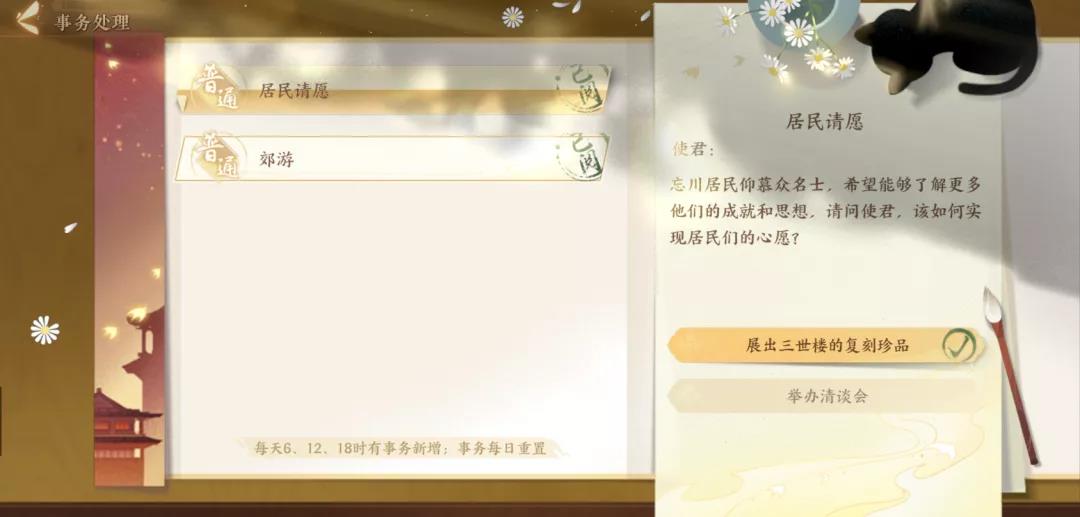 事务处理
普通
居民请愿
已阅
普通
郊游
已阅
每天6、12、18时有事务新增；事务每日重置
居民请愿
使君：
忘川居民仰慕众名士，希望能够了解更多
他们的成就和思想，请问使君，该如何实
现居民们的心愿？
展出三世楼的复刻珍品
举办清谈会